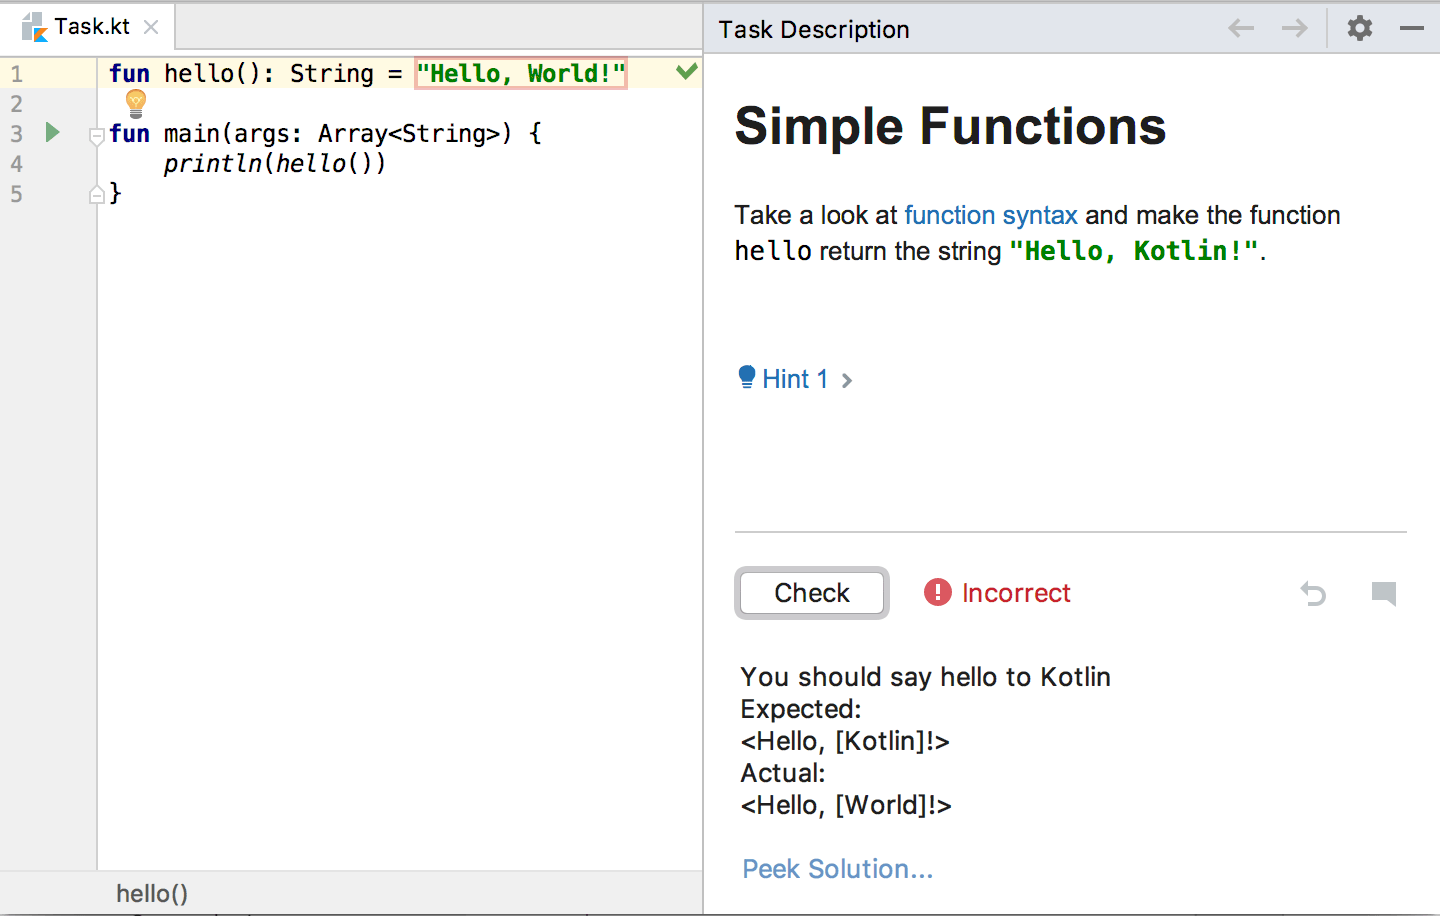 Task.kt
1 fun hello(): String = "Hello, World!"
2
3 fun main(args: Array<String>) {
4     println(hello())
5 }
hello()
Task Description
Simple Functions
Take a look at function syntax and make the function
hello return the string "Hello, Kotlin!".
Hint 1
Check
Incorrect
You should say hello to Kotlin
Expected:
<Hello, [Kotlin]!>
Actual:
<Hello, [World]!>
Peek Solution...